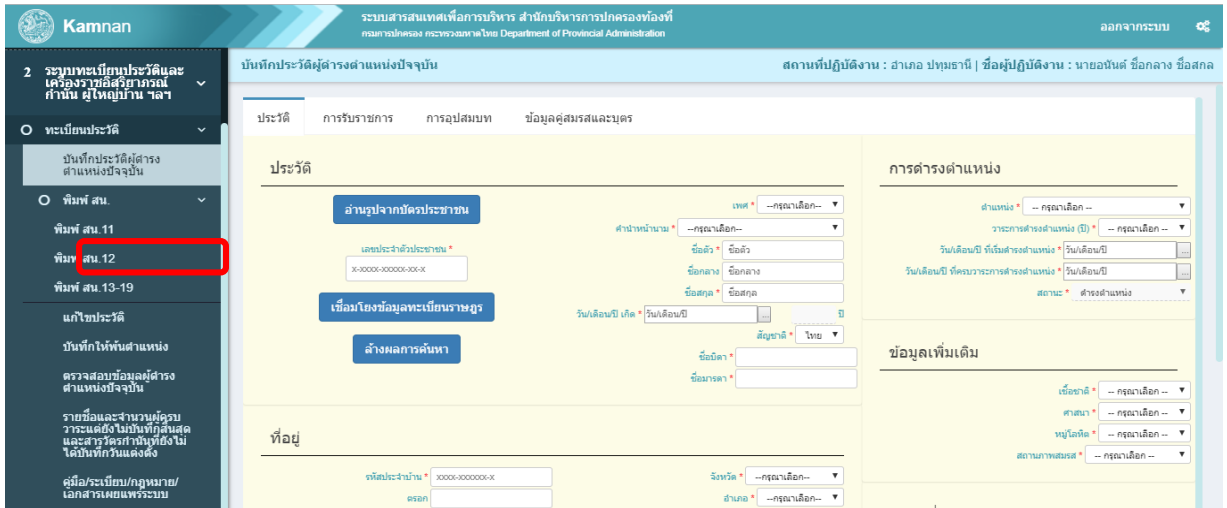 Kamnan
ระบบสารสนเทศเพื่อการบริหาร สำนักบริหารการปกครองท้องที่
กรมการปกครอง กระทรวงมหาดไทย Department of Provincial Administration
ออกจากระบบ
2 ระบบทะเบียนประวัติและ
เครื่องราชอิสริยาภรณ์
กำนัน ผู้ใหญ่บ้าน ฯลฯ
ทะเบียนประวัติ
บันทึกประวัติผู้ดำรง
ตำแหน่งปัจจุบัน
พิมพ์ สน.
พิมพ์ สน.11
พิมพ์ สน.12
พิมพ์ สน.13-19
แก้ไขประวัติ
บันทึกให้พ้นตำแหน่ง
ตรวจสอบข้อมูลผู้ดำรง
ตำแหน่งปัจจุบัน
รายชื่อและจำนวนผู้ครบ
วาระแต่ยังไม่บันทึกสิ้นสุด
และสารวัตรกำนันที่ยังไม่
ได้บันทึกวันแต่งตั้ง
คู่มือ/ระเบียบ/กฎหมาย/
เอกสารเผยแพร่ระบบ
บันทึกประวัติผู้ดำรงตำแหน่งปัจจุบัน
สถานที่ปฏิบัติงาน : อำเภอ ปทุมธานี | ชื่อผู้ปฏิบัติงาน : นายอนันต์ ชื่อกลาง ชื่อสกุล
ประวัติ การรับราชการ การอุปสมบท ข้อมูลคู่สมรสและบุตร
ประวัติ
อ่านรูปจากบัตรประชาชน
เลขประจำตัวประชาชน *
x-xxxx-xxxxx-xx-x
เชื่อมโยงข้อมูลทะเบียนราษฎร
ล้างผลการค้นหา
เพศ * --กรุณาเลือก--
คำนำหน้านาม * --กรุณาเลือก--
ชื่อตัว * ชื่อตัว
ชื่อกลาง ชื่อกลาง
ชื่อสกุล * ชื่อสกุล
วัน/เดือน/ปี เกิด * วัน/เดือน/ปี ... ปี
สัญชาติ * ไทย
ชื่อบิดา *
ชื่อมารดา *
ที่อยู่
รหัสประจำบ้าน * xxxx-xxxxxx-x
ตรอก
จังหวัด * --กรุณาเลือก--
อำเภอ * --กรุณาเลือก--
การดำรงตำแหน่ง
ตำแหน่ง * -- กรุณาเลือก --
วาระการดำรงตำแหน่ง (ปี) * -- กรุณาเลือก --
วัน/เดือน/ปี ที่เริ่มดำรงตำแหน่ง * วัน/เดือน/ปี ...
วัน/เดือน/ปี ที่ครบวาระการดำรงตำแหน่ง * วัน/เดือน/ปี ...
สถานะ * ดำรงตำแหน่ง
ข้อมูลเพิ่มเติม
เชื้อชาติ * -- กรุณาเลือก --
ศาสนา * -- กรุณาเลือก --
หมู่โลหิต * -- กรุณาเลือก --
สถานภาพสมรส * -- กรุณาเลือก --